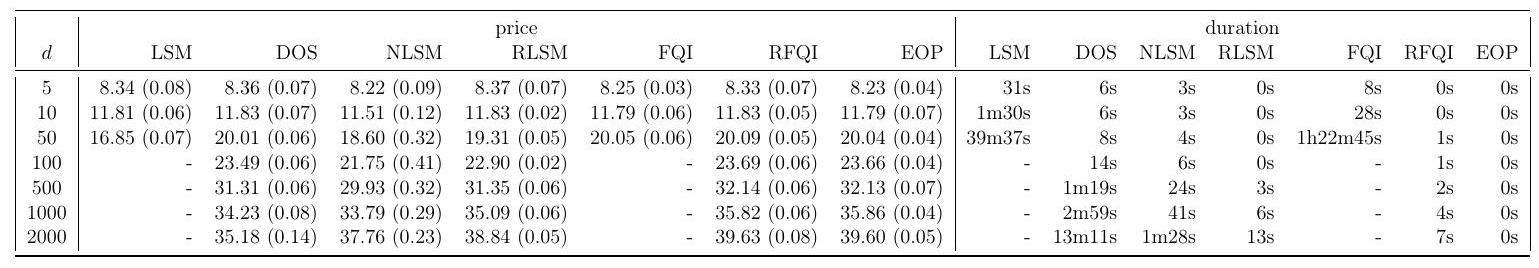 price duration
d LSM DOS NLSM RLSM FQI RFQI EOP LSM DOS NLSM RLSM FQI RFQI EOP
5 8.34 (0.08) 8.36 (0.07) 8.22 (0.09) 8.37 (0.07) 8.25 (0.03) 8.33 (0.07) 8.23 (0.04) 31s 6s 3s 0s 8s 0s 0s
10 11.81 (0.06) 11.83 (0.07) 11.51 (0.12) 11.83 (0.02) 11.79 (0.06) 11.83 (0.05) 11.79 (0.07) 1m30s 6s 3s 0s 28s 0s 0s
50 16.85 (0.07) 20.01 (0.06) 18.60 (0.32) 19.31 (0.05) 20.05 (0.06) 20.09 (0.05) 20.04 (0.04) 39m37s 8s 4s 0s 1h22m45s 1s 0s
100 - 23.49 (0.06) 21.75 (0.41) 22.90 (0.02) - 23.69 (0.06) 23.66 (0.04) - 14s 6s 0s - 1s 0s
500 - 31.31 (0.06) 29.93 (0.32) 31.35 (0.06) - 32.14 (0.06) 32.13 (0.07) - 1m19s 24s 3s - 2s 0s
1000 - 34.23 (0.08) 33.79 (0.29) 35.09 (0.06) - 35.82 (0.06) 35.86 (0.04) - 2m59s 41s 6s - 4s 0s
2000 - 35.18 (0.14) 37.76 (0.23) 38.84 (0.05) - 39.63 (0.08) 39.60 (0.05) - 13m11s 1m28s 13s - 7s 0s